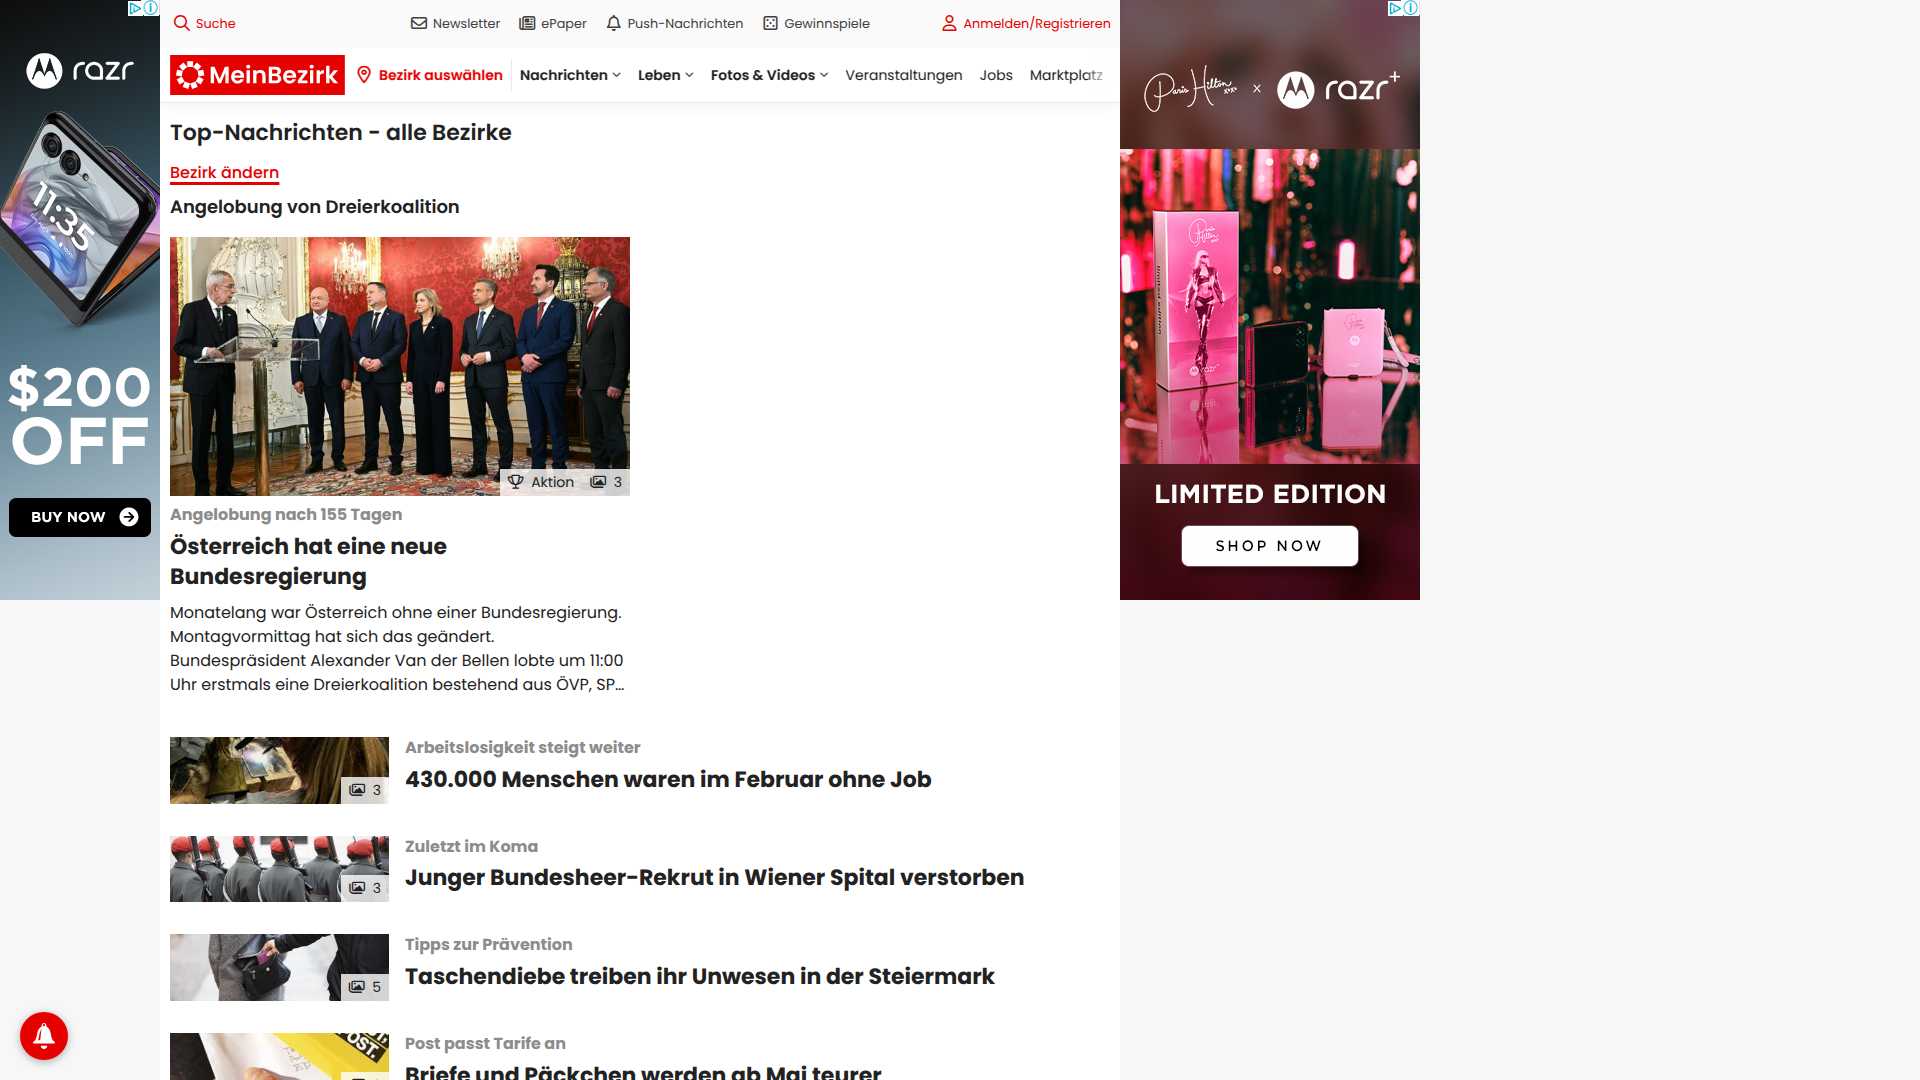 Suche
Newsletter
ePaper
Push-Nachrichten
Gewinnspiele
Anmelden/Registrieren
MeinBezirk
Bezirk auswählen
Nachrichten
Leben
Fotos & Videos
Veranstaltungen
Jobs
Marktplatz
razr
11:35
$200
OFF
BUY NOW
Top-Nachrichten - alle Bezirke
Bezirk ändern
Angelobung von Dreierkoalition
Aktion
3
Angelobung nach 155 Tagen
Österreich hat eine neue
Bundesregierung
Monatelang war Österreich ohne einer Bundesregierung.
Montagvormittag hat sich das geändert.
Bundespräsident Alexander Van der Bellen lobte um 11:00
Uhr erstmals eine Dreierkoalition bestehend aus ÖVP, SP...
3
Arbeitslosigkeit steigt weiter
430.000 Menschen waren im Februar ohne Job
3
Zuletzt im Koma
Junger Bundesheer-Rekrut in Wiener Spital verstorben
5
Tipps zur Prävention
Taschendiebe treiben ihr Unwesen in der Steiermark
Post passt Tarife an
Briefe und Päckchen werden ab Mai teurer
Paris Hilton x razr+
LIMITED EDITION
SHOP NOW